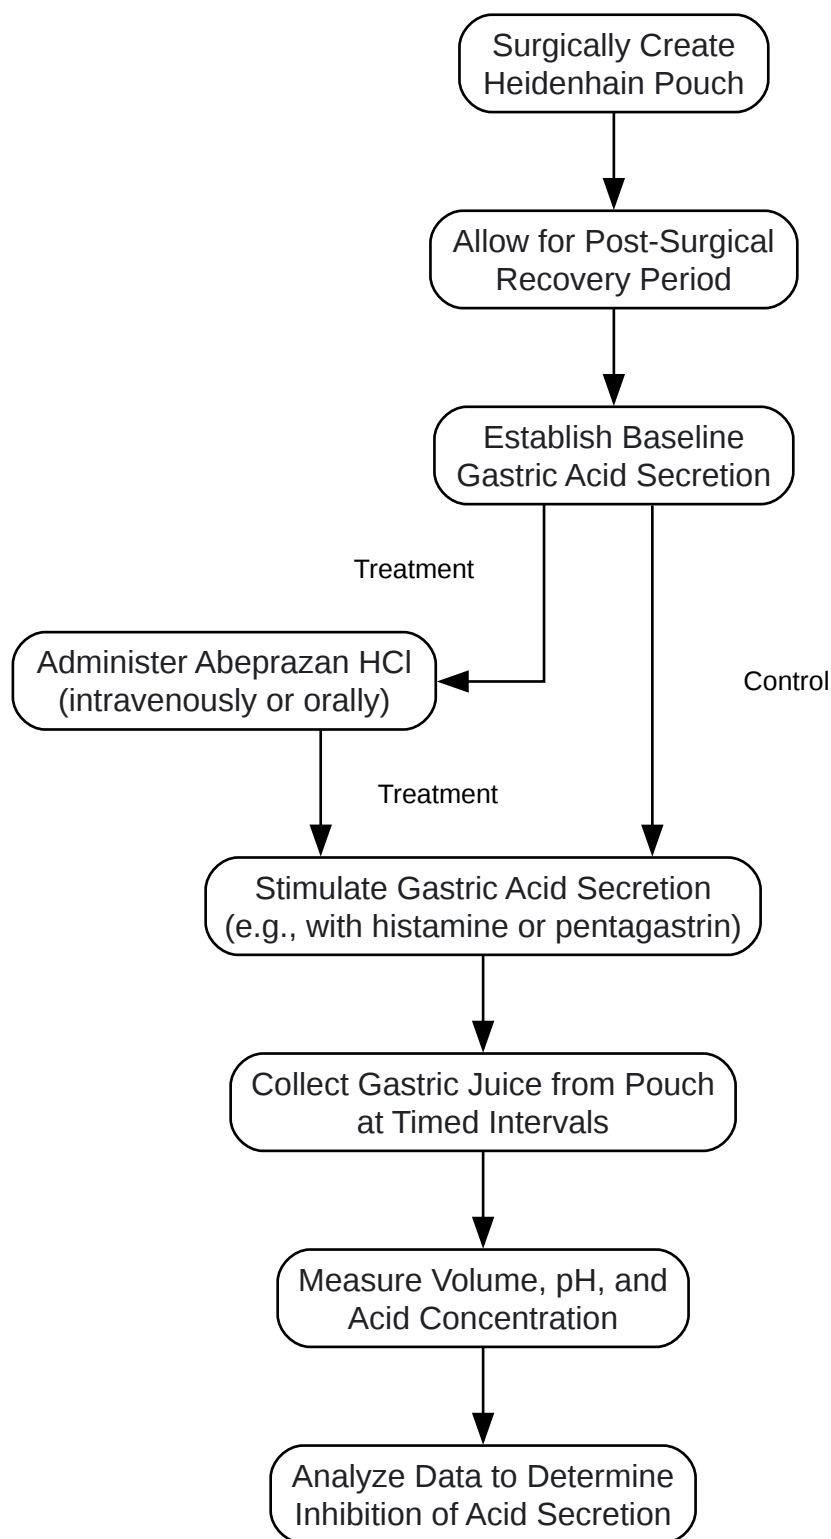 Surgically Create
Heidenhain Pouch
Allow for Post-Surgical
Recovery Period
Establish Baseline
Gastric Acid Secretion
Treatment
Administer Abeprazan HCl
(intravenously or orally)
Control
Treatment
Stimulate Gastric Acid Secretion
(e.g., with histamine or pentagastrin)
Collect Gastric Juice from Pouch
at Timed Intervals
Measure Volume, pH, and
Acid Concentration
Analyze Data to Determine
Inhibition of Acid Secretion